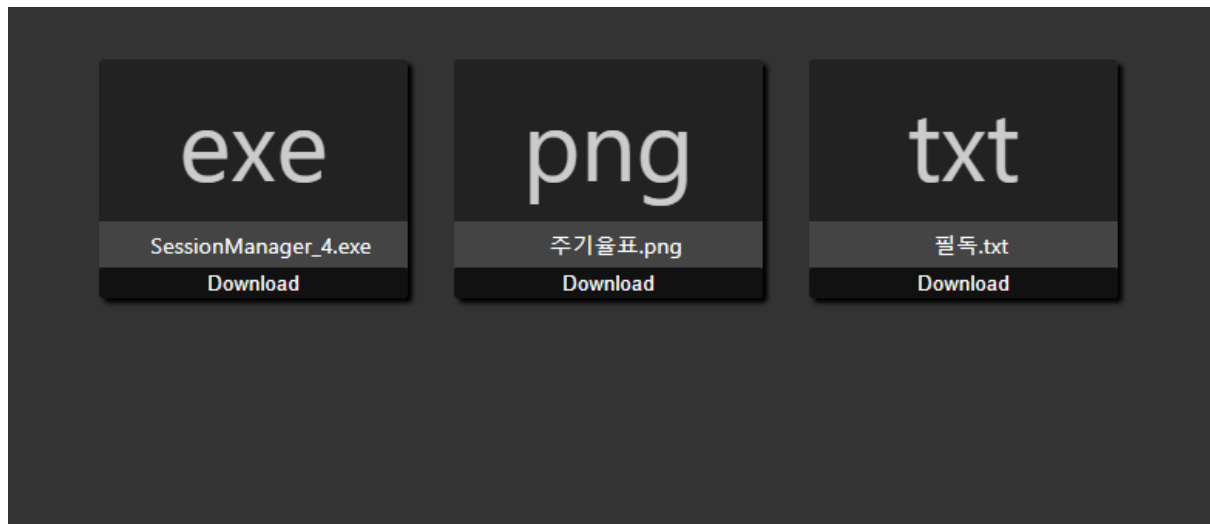 exe
png
txt
SessionManager_4.exe
주기율표.png
필독.txt
Download
Download
Download